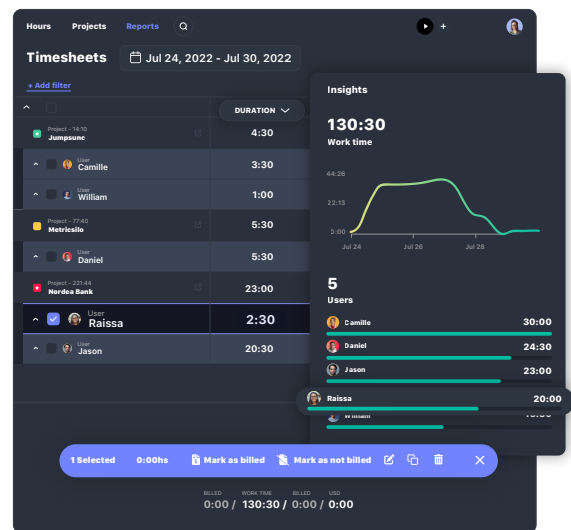 Hours Projects Reports
Timesheets Jul 24, 2022 - Jul 30, 2022
+ Add filter
DURATION
Project - 14:10
Jumpsunc 4:30
User
Camille 3:30
User
William 1:00
Project - 77:40
Metricsilo 5:30
User
Daniel 5:30
Project - 221:44
Nordea Bank 23:00
User
Raissa 2:30
User
Jason 20:30
Insights
130:30
Work time
44:26
22:13
0:00
Jul 24 Jul 26 Jul 28
5
Users
Camille 30:00
Daniel 24:30
Jason 23:00
Raissa 20:00
William
1 Selected 0:00hs Mark as billed Mark as not billed
BILLED WORK TIME BILLED USD
0:00 / 130:30 / 0:00 / 0:00